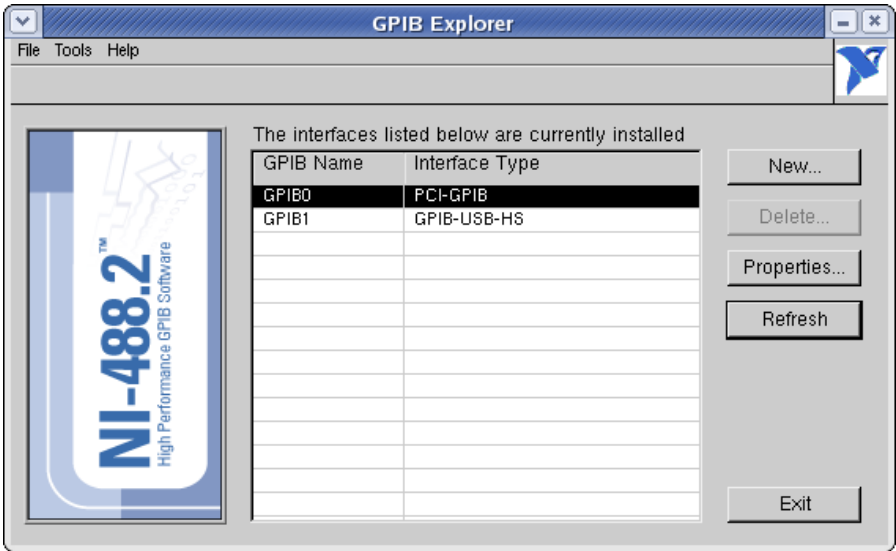 GPIB Explorer
File Tools Help
The interfaces listed below are currently installed
GPIB Name Interface Type
GPIB0 PCI-GPIB
GPIB1 GPIB-USB-HS
New...
Delete...
Properties...
Refresh
Exit
NI-488.2™
High Performance GPIB Software